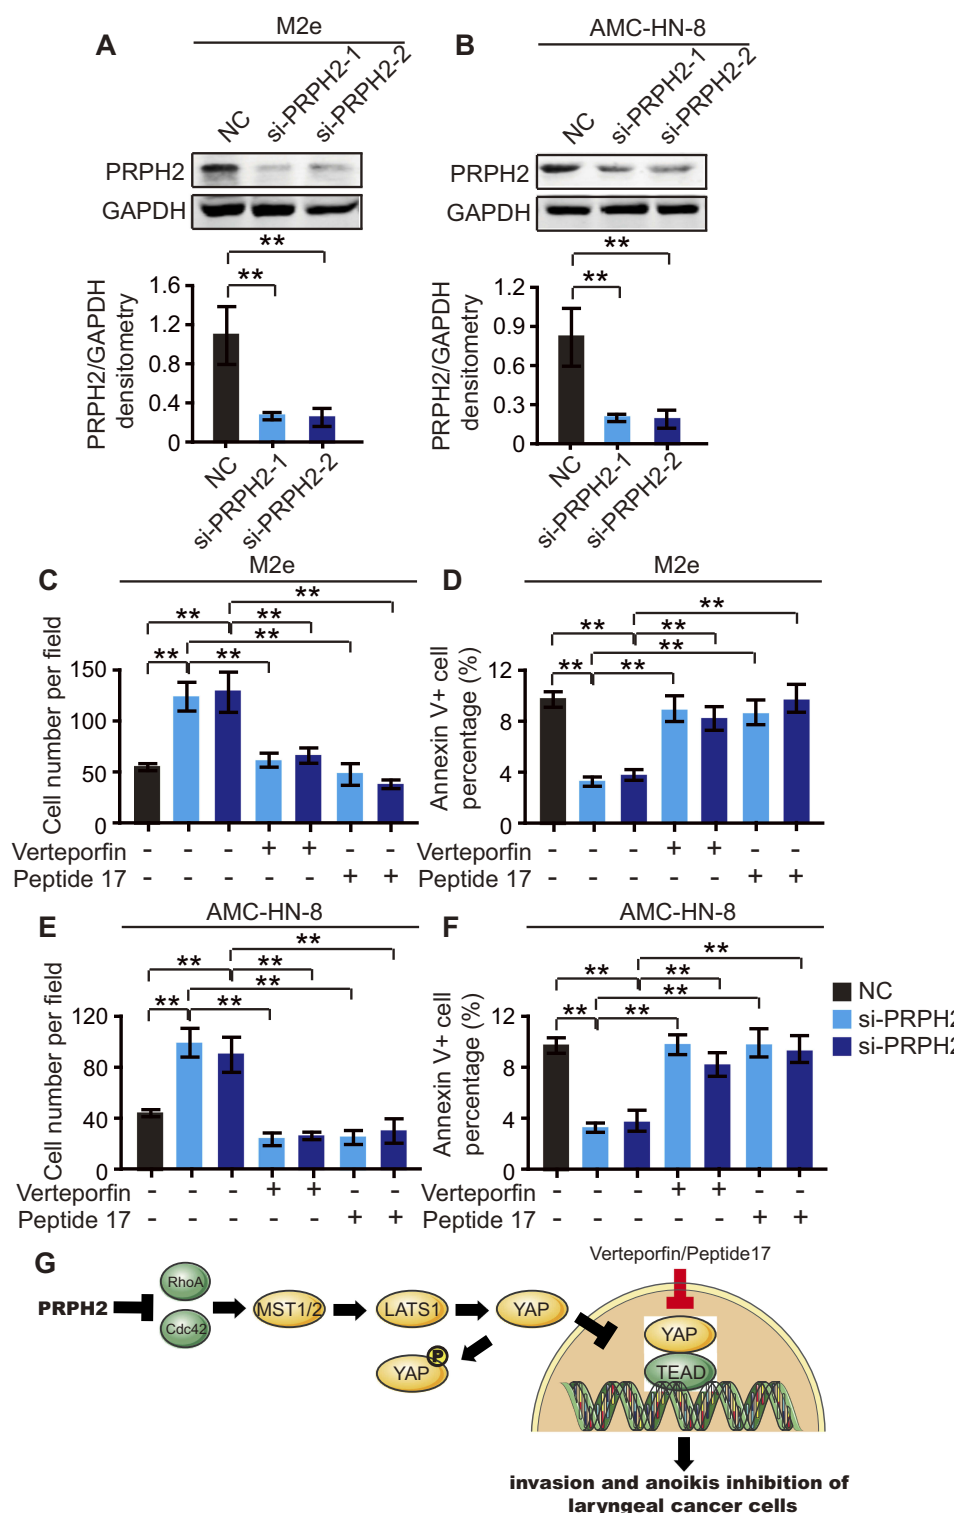 A
M2e
NC
si-PRPH2-1
si-PRPH2-2
PRPH2
GAPDH
**
**
PRPH2/GAPDH
densitometry
1.6
1.2
0.8
0.4
0
NC
si-PRPH2-1
si-PRPH2-2
B
AMC-HN-8
NC
si-PRPH2-1
si-PRPH2-2
PRPH2
GAPDH
**
**
PRPH2/GAPDH
densitometry
1.2
0.9
0.6
0.3
0
NC
si-PRPH2-1
si-PRPH2-2
C
M2e
**
** **
**
** **
Cell number per field
150
100
50
0
Verteporfin - - - + + - -
Peptide 17 - - - - - + +
D
M2e
**
** **
**
** **
Annexin V+ cell
percentage (%)
12
8
4
0
Verteporfin - - - + + - -
Peptide 17 - - - - - + +
E
AMC-HN-8
**
** **
**
** **
Cell number per field
120
80
40
0
Verteporfin - - - + + - -
Peptide 17 - - - - - + +
F
AMC-HN-8
**
** **
**
** **
Annexin V+ cell
percentage (%)
12
8
4
0
Verteporfin - - - + + - -
Peptide 17 - - - - - + +
NC
si-PRPH2
si-PRPH2
G
Verteporfin/Peptide17
PRPH2
RhoA
Cdc42
MST1/2
LATS1
YAP
YAP
P
YAP
TEAD
invasion and anoikis inhibition of
laryngeal cancer cells